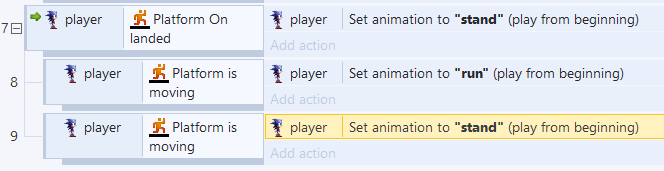 7 player Platform On landed player Set animation to "stand" (play from beginning)
Add action
8 player Platform is moving player Set animation to "run" (play from beginning)
Add action
9 player Platform is moving player Set animation to "stand" (play from beginning)
Add action